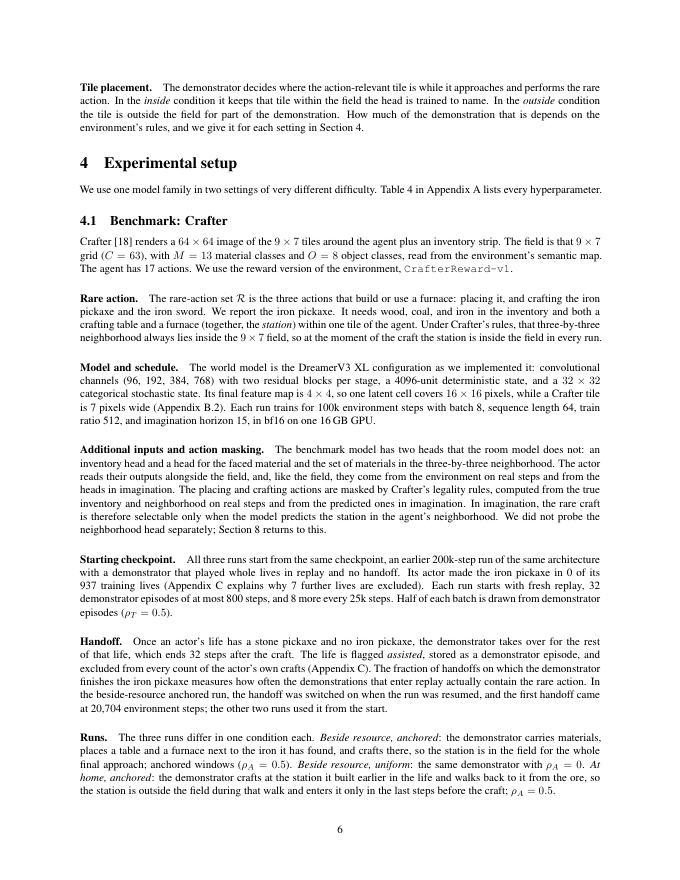 Tile placement. The demonstrator decides where the action-relevant tile is while it approaches and performs the rare
action. In the inside condition it keeps that tile within the field the head is trained to name. In the outside condition
the tile is outside the field for part of the demonstration. How much of the demonstration that is depends on the
environment's rules, and we give it for each setting in Section 4.
4 Experimental setup
We use one model family in two settings of very different difficulty. Table 4 in Appendix A lists every hyperparameter.
4.1 Benchmark: Crafter
Crafter [18] renders a 64 × 64 image of the 9 × 7 tiles around the agent plus an inventory strip. The field is that 9 × 7
grid (C = 63), with M = 13 material classes and O = 8 object classes, read from the environment's semantic map.
The agent has 17 actions. We use the reward version of the environment, CrafterReward-v1.
Rare action. The rare-action set R is the three actions that build or use a furnace: placing it, and crafting the iron
pickaxe and the iron sword. We report the iron pickaxe. It needs wood, coal, and iron in the inventory and both a
crafting table and a furnace (together, the station) within one tile of the agent. Under Crafter's rules, that three-by-three
neighborhood always lies inside the 9 × 7 field, so at the moment of the craft the station is inside the field in every run.
Model and schedule. The world model is the DreamerV3 XL configuration as we implemented it: convolutional
channels (96, 192, 384, 768) with two residual blocks per stage, a 4096-unit deterministic state, and a 32 × 32
categorical stochastic state. Its final feature map is 4 × 4, so one latent cell covers 16 × 16 pixels, while a Crafter tile
is 7 pixels wide (Appendix B.2). Each run trains for 100k environment steps with batch 8, sequence length 64, train
ratio 512, and imagination horizon 15, in bf16 on one 16 GB GPU.
Additional inputs and action masking. The benchmark model has two heads that the room model does not: an
inventory head and a head for the faced material and the set of materials in the three-by-three neighborhood. The actor
reads their outputs alongside the field, and, like the field, they come from the environment on real steps and from the
heads in imagination. The placing and crafting actions are masked by Crafter's legality rules, computed from the true
inventory and neighborhood on real steps and from the predicted ones in imagination. In imagination, the rare craft
is therefore selectable only when the model predicts the station in the agent's neighborhood. We did not probe the
neighborhood head separately; Section 8 returns to this.
Starting checkpoint. All three runs start from the same checkpoint, an earlier 200k-step run of the same architecture
with a demonstrator that played whole lives in replay and no handoff. Its actor made the iron pickaxe in 0 of its
937 training lives (Appendix C explains why 7 further lives are excluded). Each run starts with fresh replay, 32
demonstrator episodes of at most 800 steps, and 8 more every 25k steps. Half of each batch is drawn from demonstrator
episodes (ρT = 0.5).
Handoff. Once an actor's life has a stone pickaxe and no iron pickaxe, the demonstrator takes over for the rest
of that life, which ends 32 steps after the craft. The life is flagged assisted, stored as a demonstrator episode, and
excluded from every count of the actor's own crafts (Appendix C). The fraction of handoffs on which the demonstrator
finishes the iron pickaxe measures how often the demonstrations that enter replay actually contain the rare action. In
the beside-resource anchored run, the handoff was switched on when the run was resumed, and the first handoff came
at 20,704 environment steps; the other two runs used it from the start.
Runs. The three runs differ in one condition each. Beside resource, anchored: the demonstrator carries materials,
places a table and a furnace next to the iron it has found, and crafts there, so the station is in the field for the whole
final approach; anchored windows (ρA = 0.5). Beside resource, uniform: the same demonstrator with ρA = 0. At
home, anchored: the demonstrator crafts at the station it built earlier in the life and walks back to it from the ore, so
the station is outside the field during that walk and enters it only in the last steps before the craft; ρA = 0.5.
6